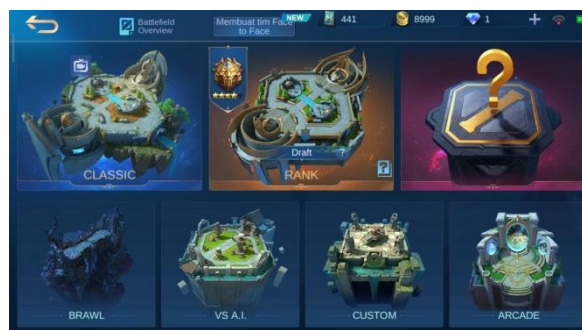 Battlefield
Overview
Membuat tim Face
to Face
NEW
441
8999
1
CLASSIC
Draft
?
RANK
?
?
BRAWL
VS A.I.
CUSTOM
ARCADE